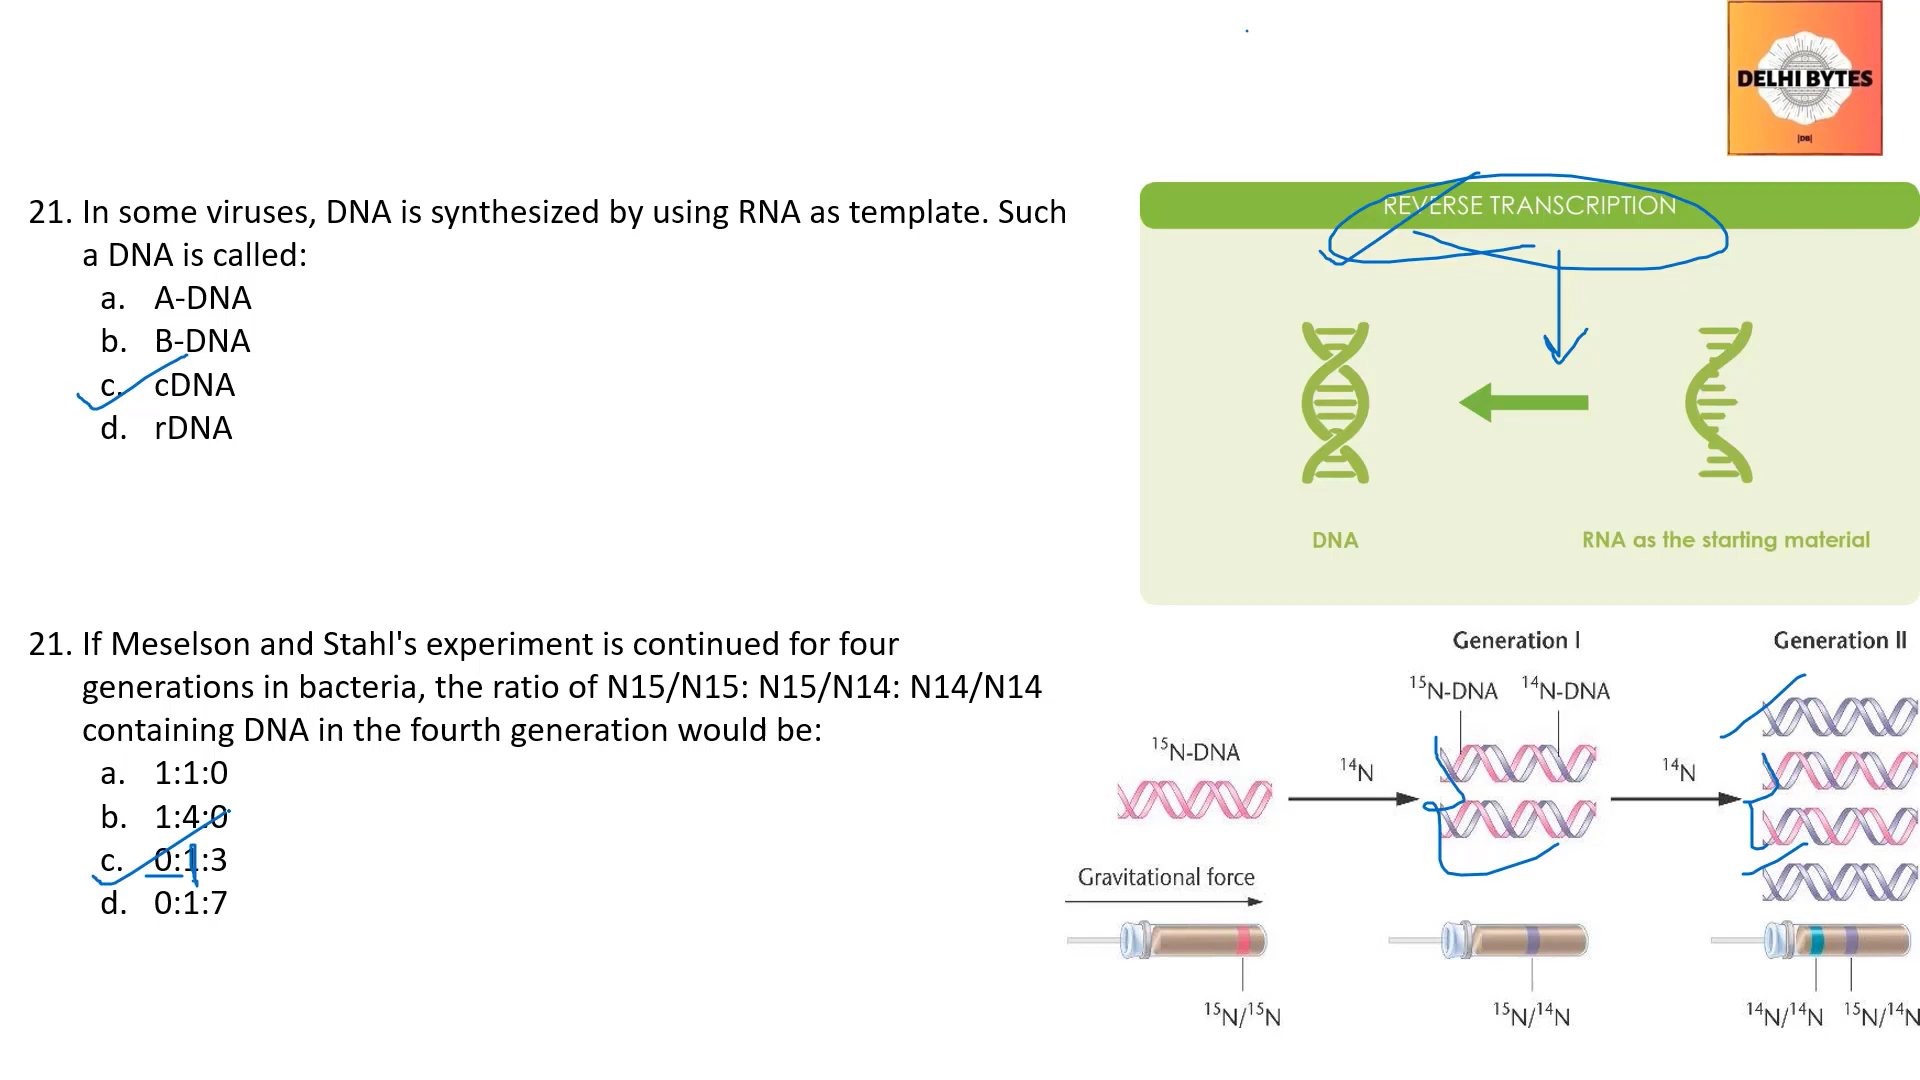 DELHI BYTES
|DB|
21. In some viruses, DNA is synthesized by using RNA as template. Such
a DNA is called:
a. A-DNA
b. B-DNA
c. cDNA
d. rDNA
REVERSE TRANSCRIPTION
DNA
RNA as the starting material
21. If Meselson and Stahl's experiment is continued for four
generations in bacteria, the ratio of N15/N15: N15/N14: N14/N14
containing DNA in the fourth generation would be:
a. 1:1:0
b. 1:4:0
c. 0:1:3
d. 0:1:7
Generation I
Generation II
¹⁵N-DNA ¹⁴N-DNA
¹⁵N-DNA
¹⁴N
¹⁴N
Gravitational force
¹⁵N/¹⁵N
¹⁵N/¹⁴N
¹⁴N/¹⁴N ¹⁵N/¹⁴N